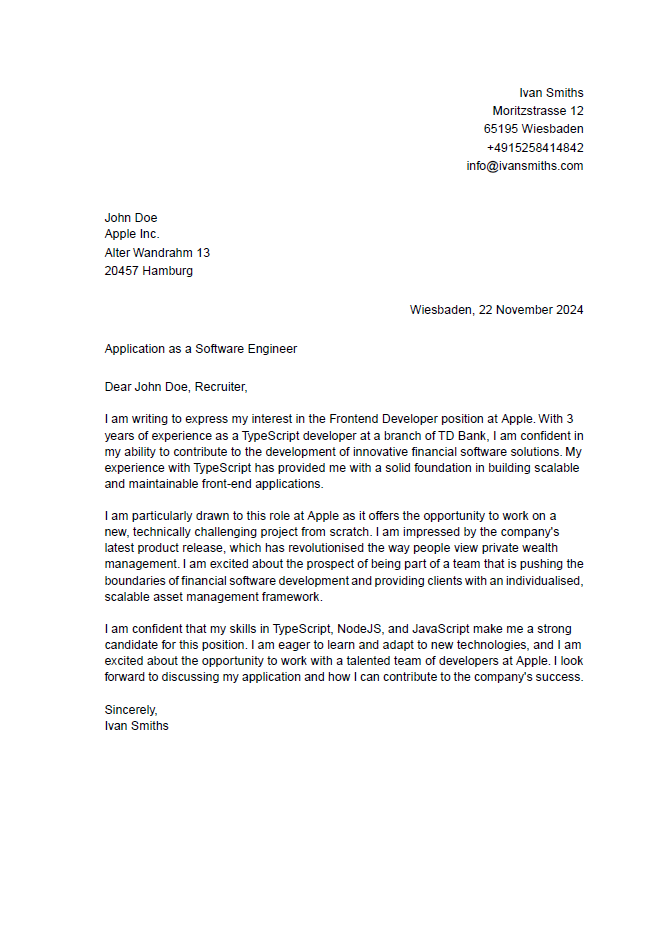 Ivan Smiths
Moritzstrasse 12
65195 Wiesbaden
+4915258414842
info@ivansmiths.com
John Doe
Apple Inc.
Alter Wandrahm 13
20457 Hamburg
Wiesbaden, 22 November 2024
Application as a Software Engineer
Dear John Doe, Recruiter,
I am writing to express my interest in the Frontend Developer position at Apple. With 3
years of experience as a TypeScript developer at a branch of TD Bank, I am confident in
my ability to contribute to the development of innovative financial software solutions. My
experience with TypeScript has provided me with a solid foundation in building scalable
and maintainable front-end applications.
I am particularly drawn to this role at Apple as it offers the opportunity to work on a
new, technically challenging project from scratch. I am impressed by the company's
latest product release, which has revolutionised the way people view private wealth
management. I am excited about the prospect of being part of a team that is pushing the
boundaries of financial software development and providing clients with an individualised,
scalable asset management framework.
I am confident that my skills in TypeScript, NodeJS, and JavaScript make me a strong
candidate for this position. I am eager to learn and adapt to new technologies, and I am
excited about the opportunity to work with a talented team of developers at Apple. I look
forward to discussing my application and how I can contribute to the company's success.
Sincerely,
Ivan Smiths